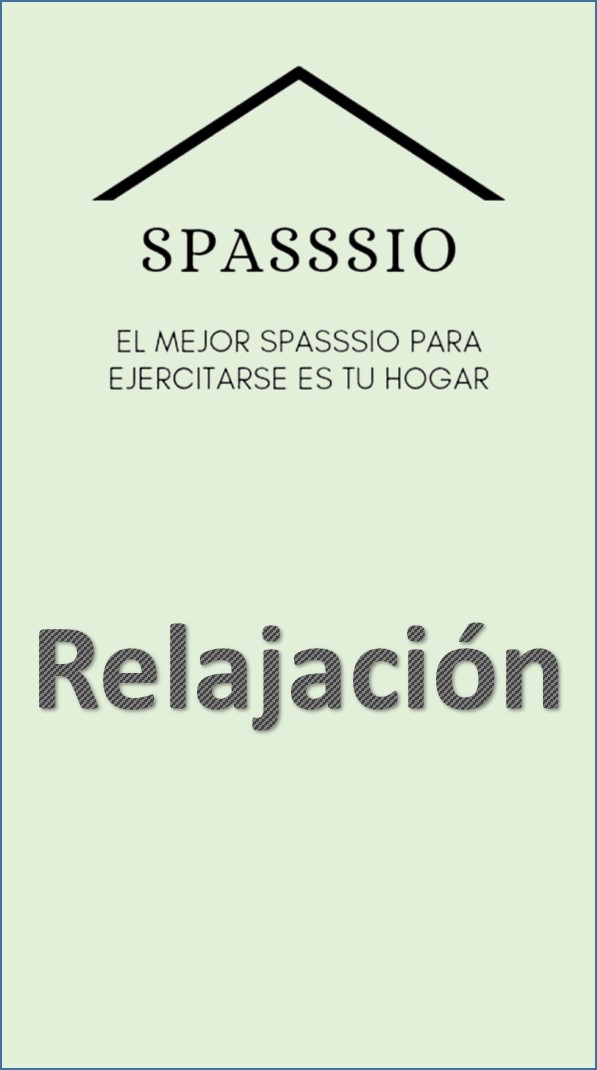 SPASSSIO
EL MEJOR SPASSSIO PARA
EJERCITARSE ES TU HOGAR
Relajación